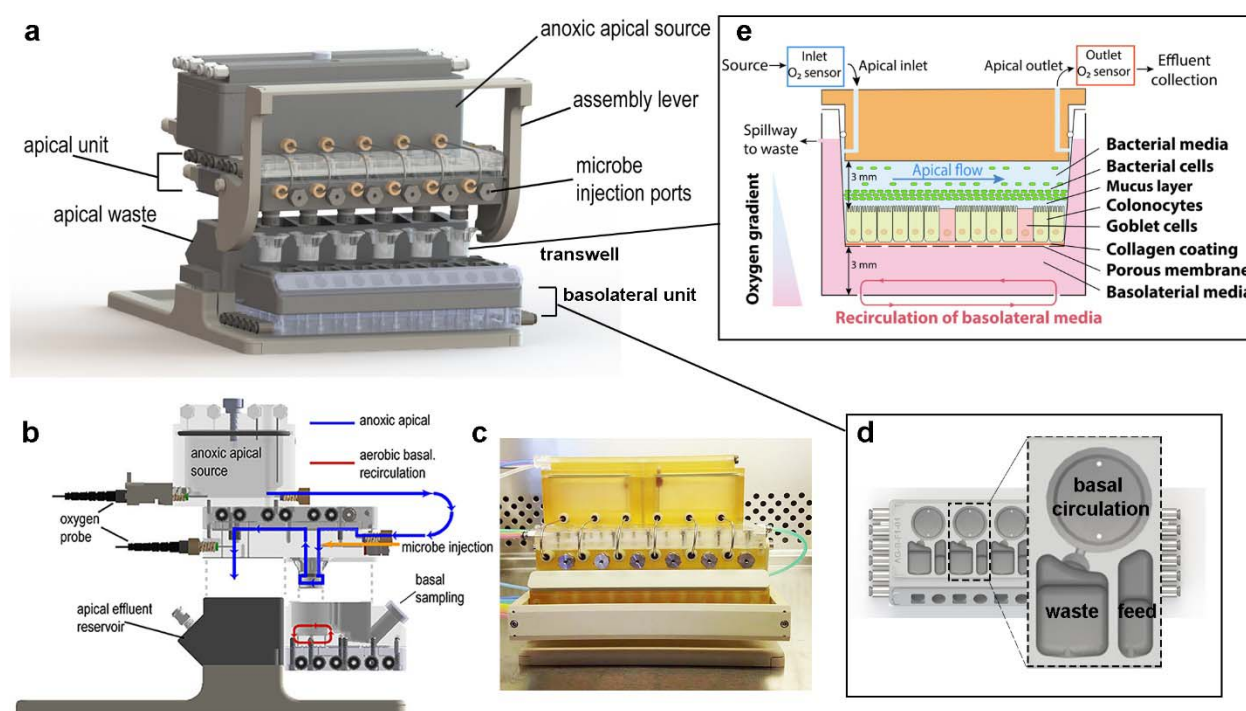 a
anoxic apical source
assembly lever
apical unit
microbe
injection ports
apical waste
transwell
basolateral unit
e
Source
Inlet
O₂ sensor
Apical inlet
Apical outlet
Outlet
O₂ sensor
Effluent
collection
Spillway
to waste
3 mm
Apical flow
Bacterial media
Bacterial cells
Mucus layer
Colonocytes
Goblet cells
Collagen coating
Porous membrane
Basolaterial media
Oxygen gradient
3 mm
Recirculation of basolateral media
b
anoxic apical
source
anoxic apical
aerobic basal.
recirculation
oxygen
probe
microbe injection
apical effluent
reservoir
basal
sampling
c
d
basal
circulation
waste
feed